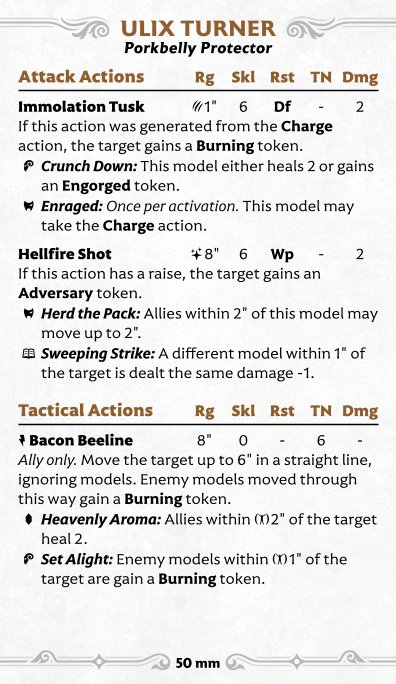 ULIX TURNER
Porkbelly Protector
Attack Actions Rg Skl Rst TN Dmg
Immolation Tusk 1" 6 Df - 2
If this action was generated from the Charge
action, the target gains a Burning token.
Crunch Down: This model either heals 2 or gains
an Engorged token.
Enraged: Once per activation. This model may
take the Charge action.
Hellfire Shot 8" 6 Wp - 2
If this action has a raise, the target gains an
Adversary token.
Herd the Pack: Allies within 2" of this model may
move up to 2".
Sweeping Strike: A different model within 1" of
the target is dealt the same damage -1.
Tactical Actions Rg Skl Rst TN Dmg
Bacon Beeline 8" 0 - 6 -
Ally only. Move the target up to 6" in a straight line,
ignoring models. Enemy models moved through
this way gain a Burning token.
Heavenly Aroma: Allies within 2" of the target
heal 2.
Set Alight: Enemy models within 1" of the
target are gain a Burning token.
50 mm